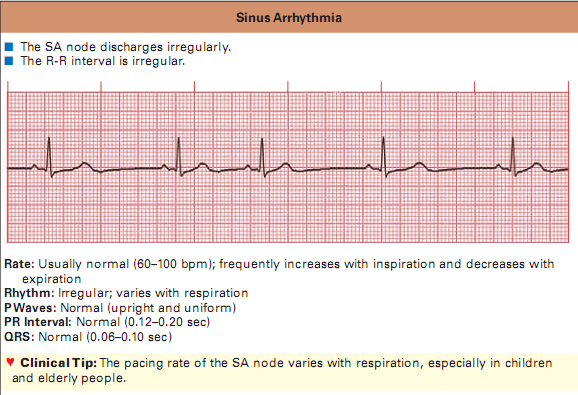 Sinus Arrhythmia
■ The SA node discharges irregularly.
■ The R-R interval is irregular.
Rate: Usually normal (60–100 bpm); frequently increases with inspiration and decreases with
expiration
Rhythm: Irregular; varies with respiration
P Waves: Normal (upright and uniform)
PR Interval: Normal (0.12–0.20 sec)
QRS: Normal (0.06–0.10 sec)
♥ Clinical Tip: The pacing rate of the SA node varies with respiration, especially in children
and elderly people.